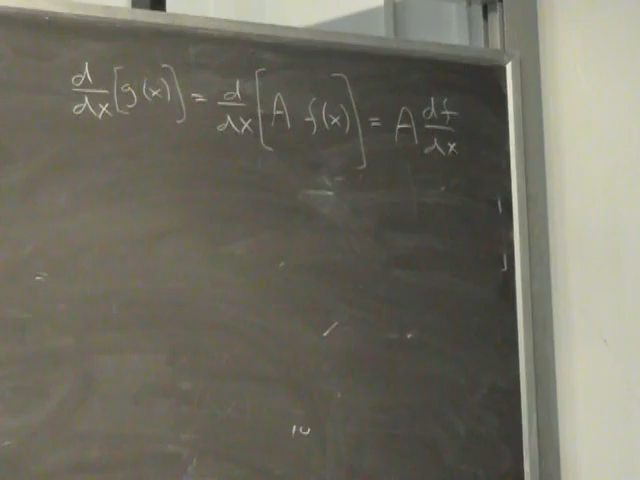 d/dx [g(x)] = d/dx [A f(x)] = A df/dx